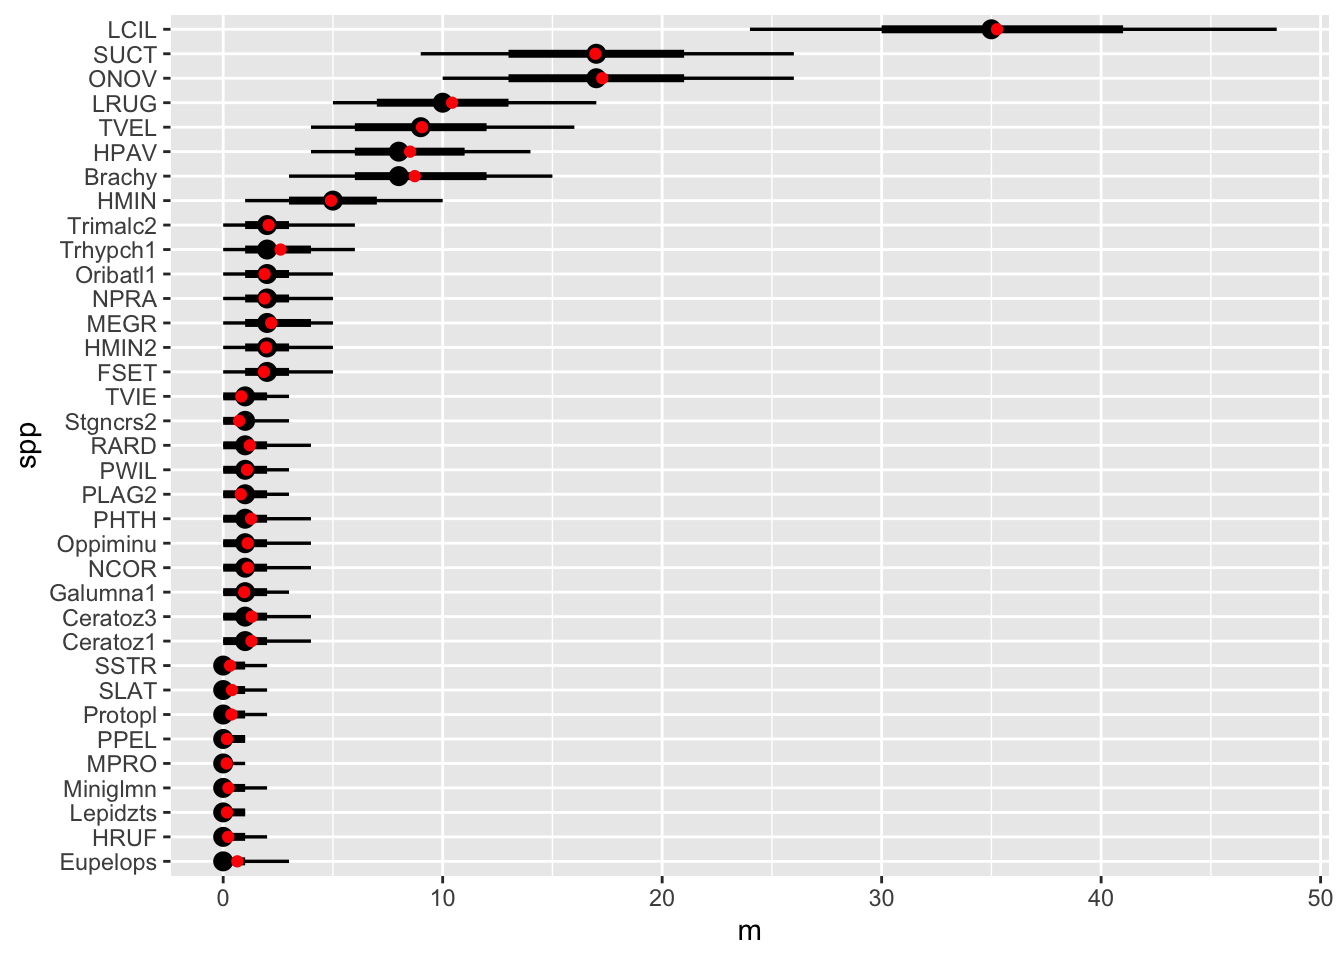 LCIL
SUCT
ONOV
LRUG
TVEL
HPAV
Brachy
HMIN
Trimalc2
Trhypch1
Oribatl1
NPRA
MEGR
HMIN2
FSET
TVIE
Stgncrs2
RARD
PWIL
PLAG2
PHTH
Oppiminu
NCOR
Galumna1
Ceratoz3
Ceratoz1
SSTR
SLAT
Protopl
PPEL
MPRO
Miniglmn
Lepidzts
HRUF
Eupelops
spp
0 10 20 30 40 50
m